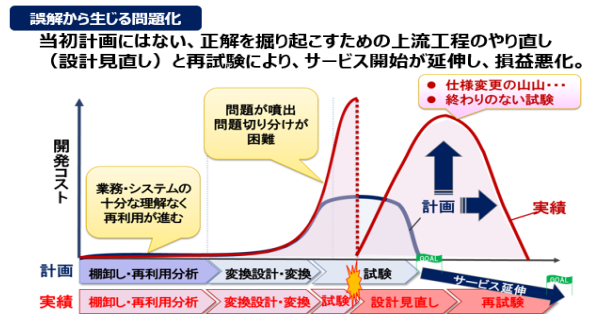 誤解から生じる問題化
当初計画にはない、正解を掘り起こすための上流工程のやり直し
（設計見直し）と再試験により、サービス開始が延伸し、損益悪化。
● 仕様変更の山山・・・
● 終わりのない試験
問題が噴出
問題切り分けが
困難
開発コスト
業務・システムの
十分な理解なく
再利用が進む
計画
実績
GOAL
計画 棚卸し・再利用分析 変換設計・変換 試験
サービス延伸
GOAL
実績 棚卸し・再利用分析 変換設計・変換 試験 設計見直し 再試験